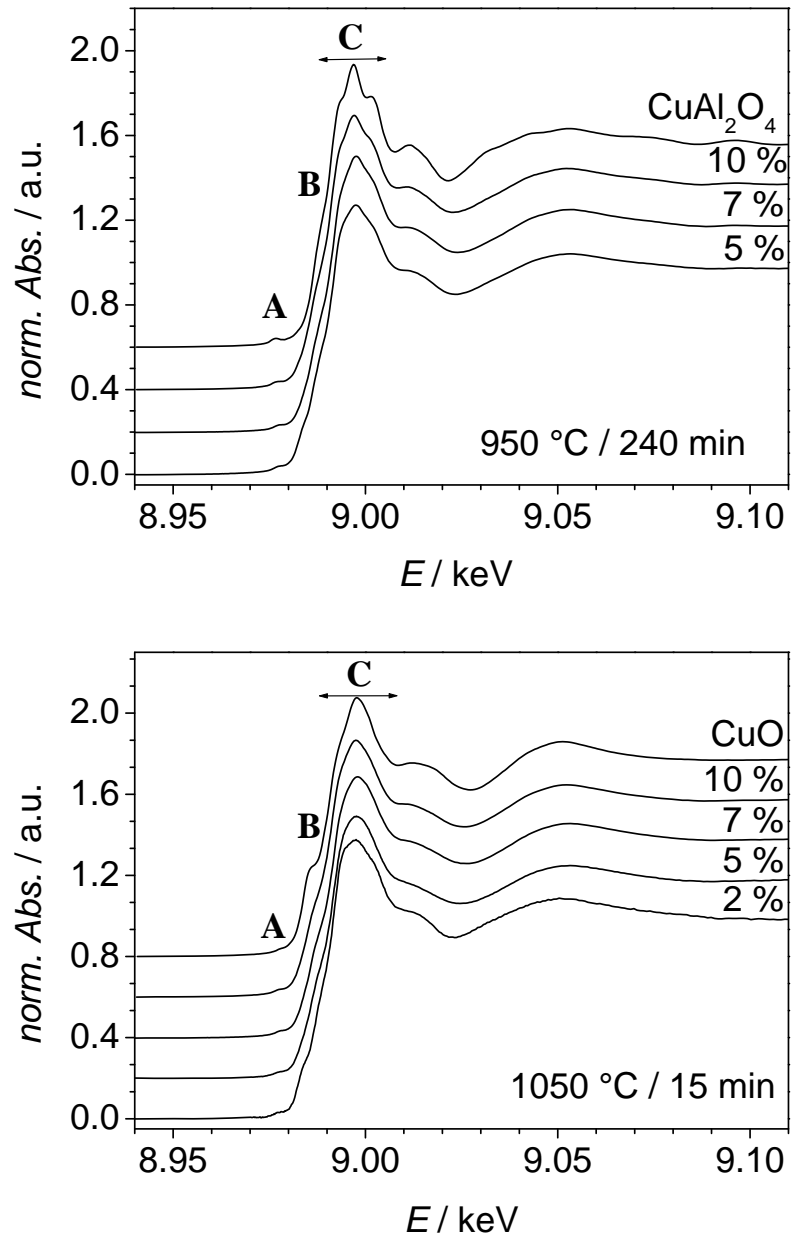 2.0
1.6
1.2
0.8
0.4
0.0
norm. Abs. / a.u.
A
B
C
CuAl2O4
10 %
7 %
5 %
950 °C / 240 min
8.95
9.00
9.05
9.10
E / keV
2.0
1.6
1.2
0.8
0.4
0.0
norm. Abs. / a.u.
A
B
C
CuO
10 %
7 %
5 %
2 %
1050 °C / 15 min
8.95
9.00
9.05
9.10
E / keV